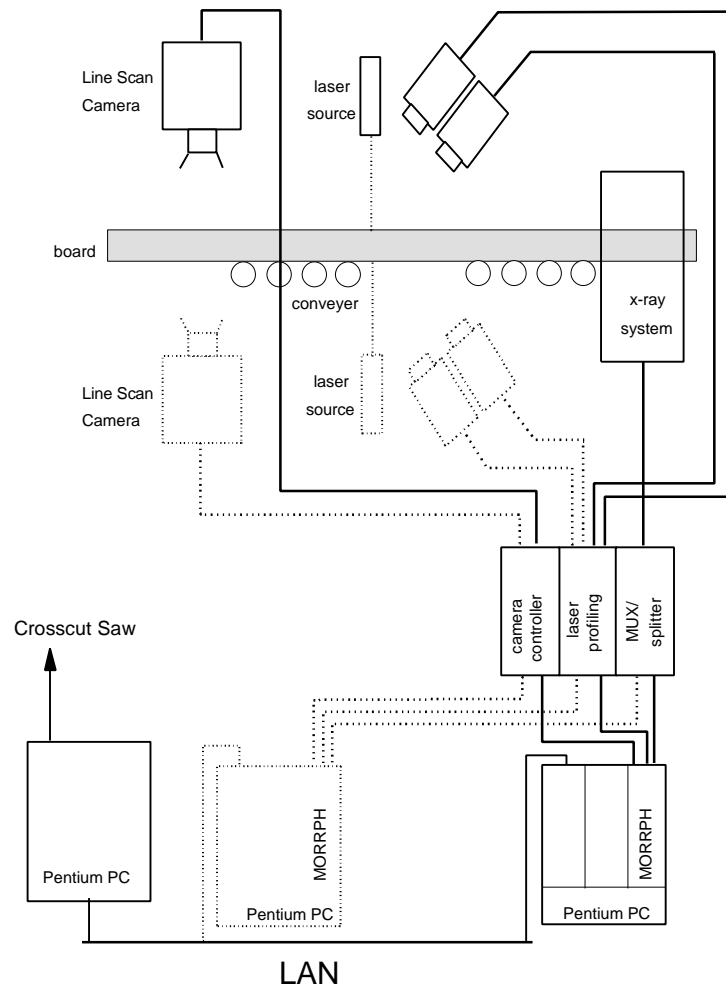 Line Scan
Camera
laser
source
board
conveyer
x-ray
system
Line Scan
Camera
laser
source
camera
controller
laser
profiling
MUX/
splitter
Crosscut Saw
MORRPH
MORRPH
Pentium PC
Pentium PC
Pentium PC
LAN